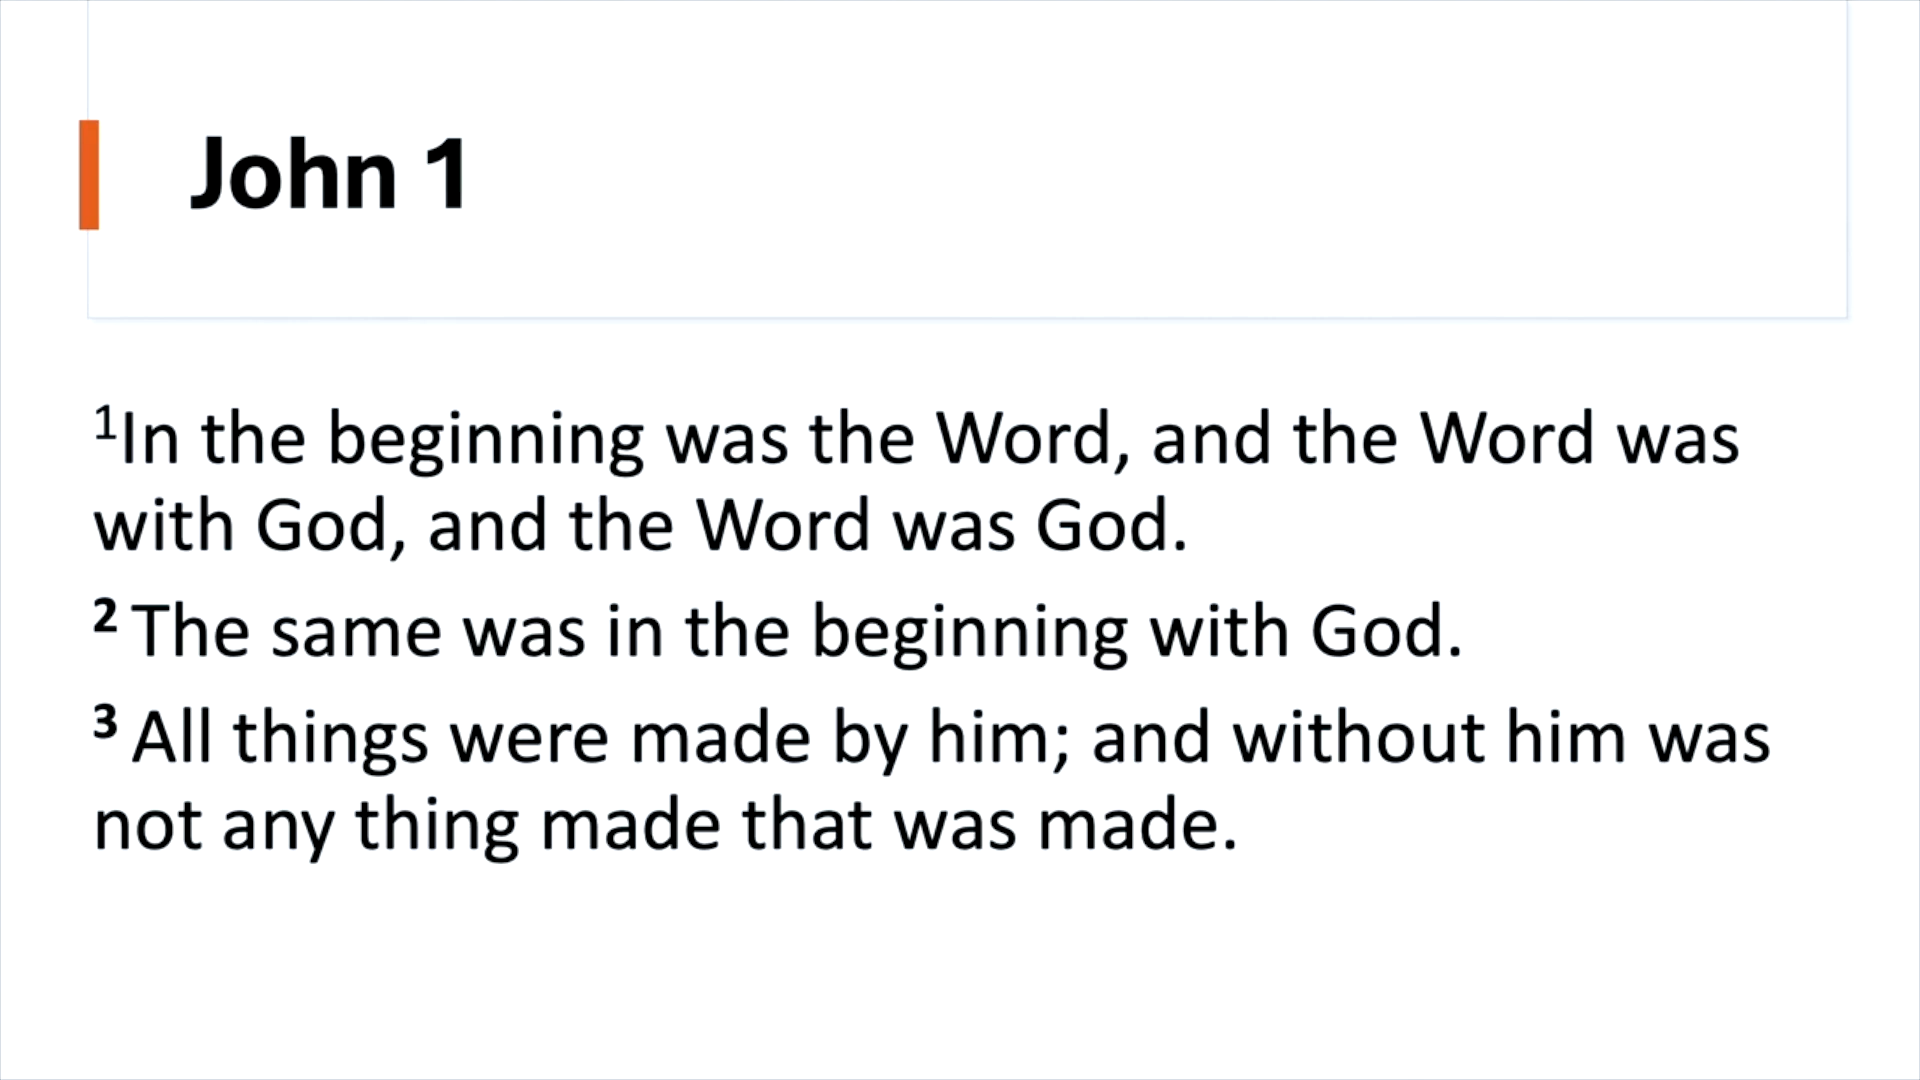 John 1
¹In the beginning was the Word, and the Word was
with God, and the Word was God.
² The same was in the beginning with God.
³ All things were made by him; and without him was
not any thing made that was made.